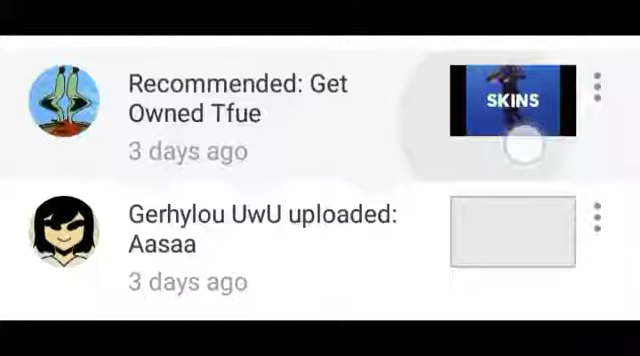 Recommended: Get
Owned Tfue
SKINS
3 days ago
Gerhylou UwU uploaded:
Aasaa
3 days ago